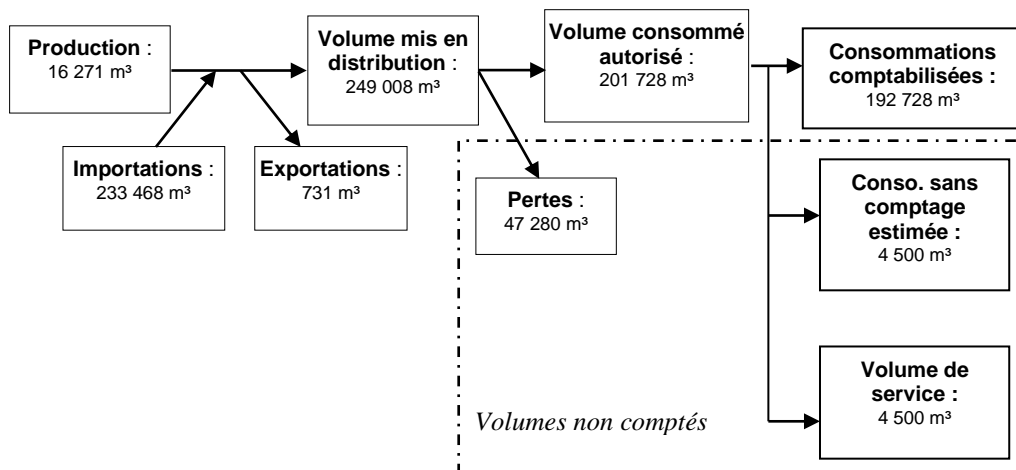 Production :
16 271 m³
Volume mis en
distribution :
249 008 m³
Volume consommé
autorisé :
201 728 m³
Consommations
comptabilisées :
192 728 m³
Importations :
233 468 m³
Exportations :
731 m³
Pertes :
47 280 m³
Conso. sans
comptage
estimée :
4 500 m³
Volume de
service :
4 500 m³
Volumes non comptés